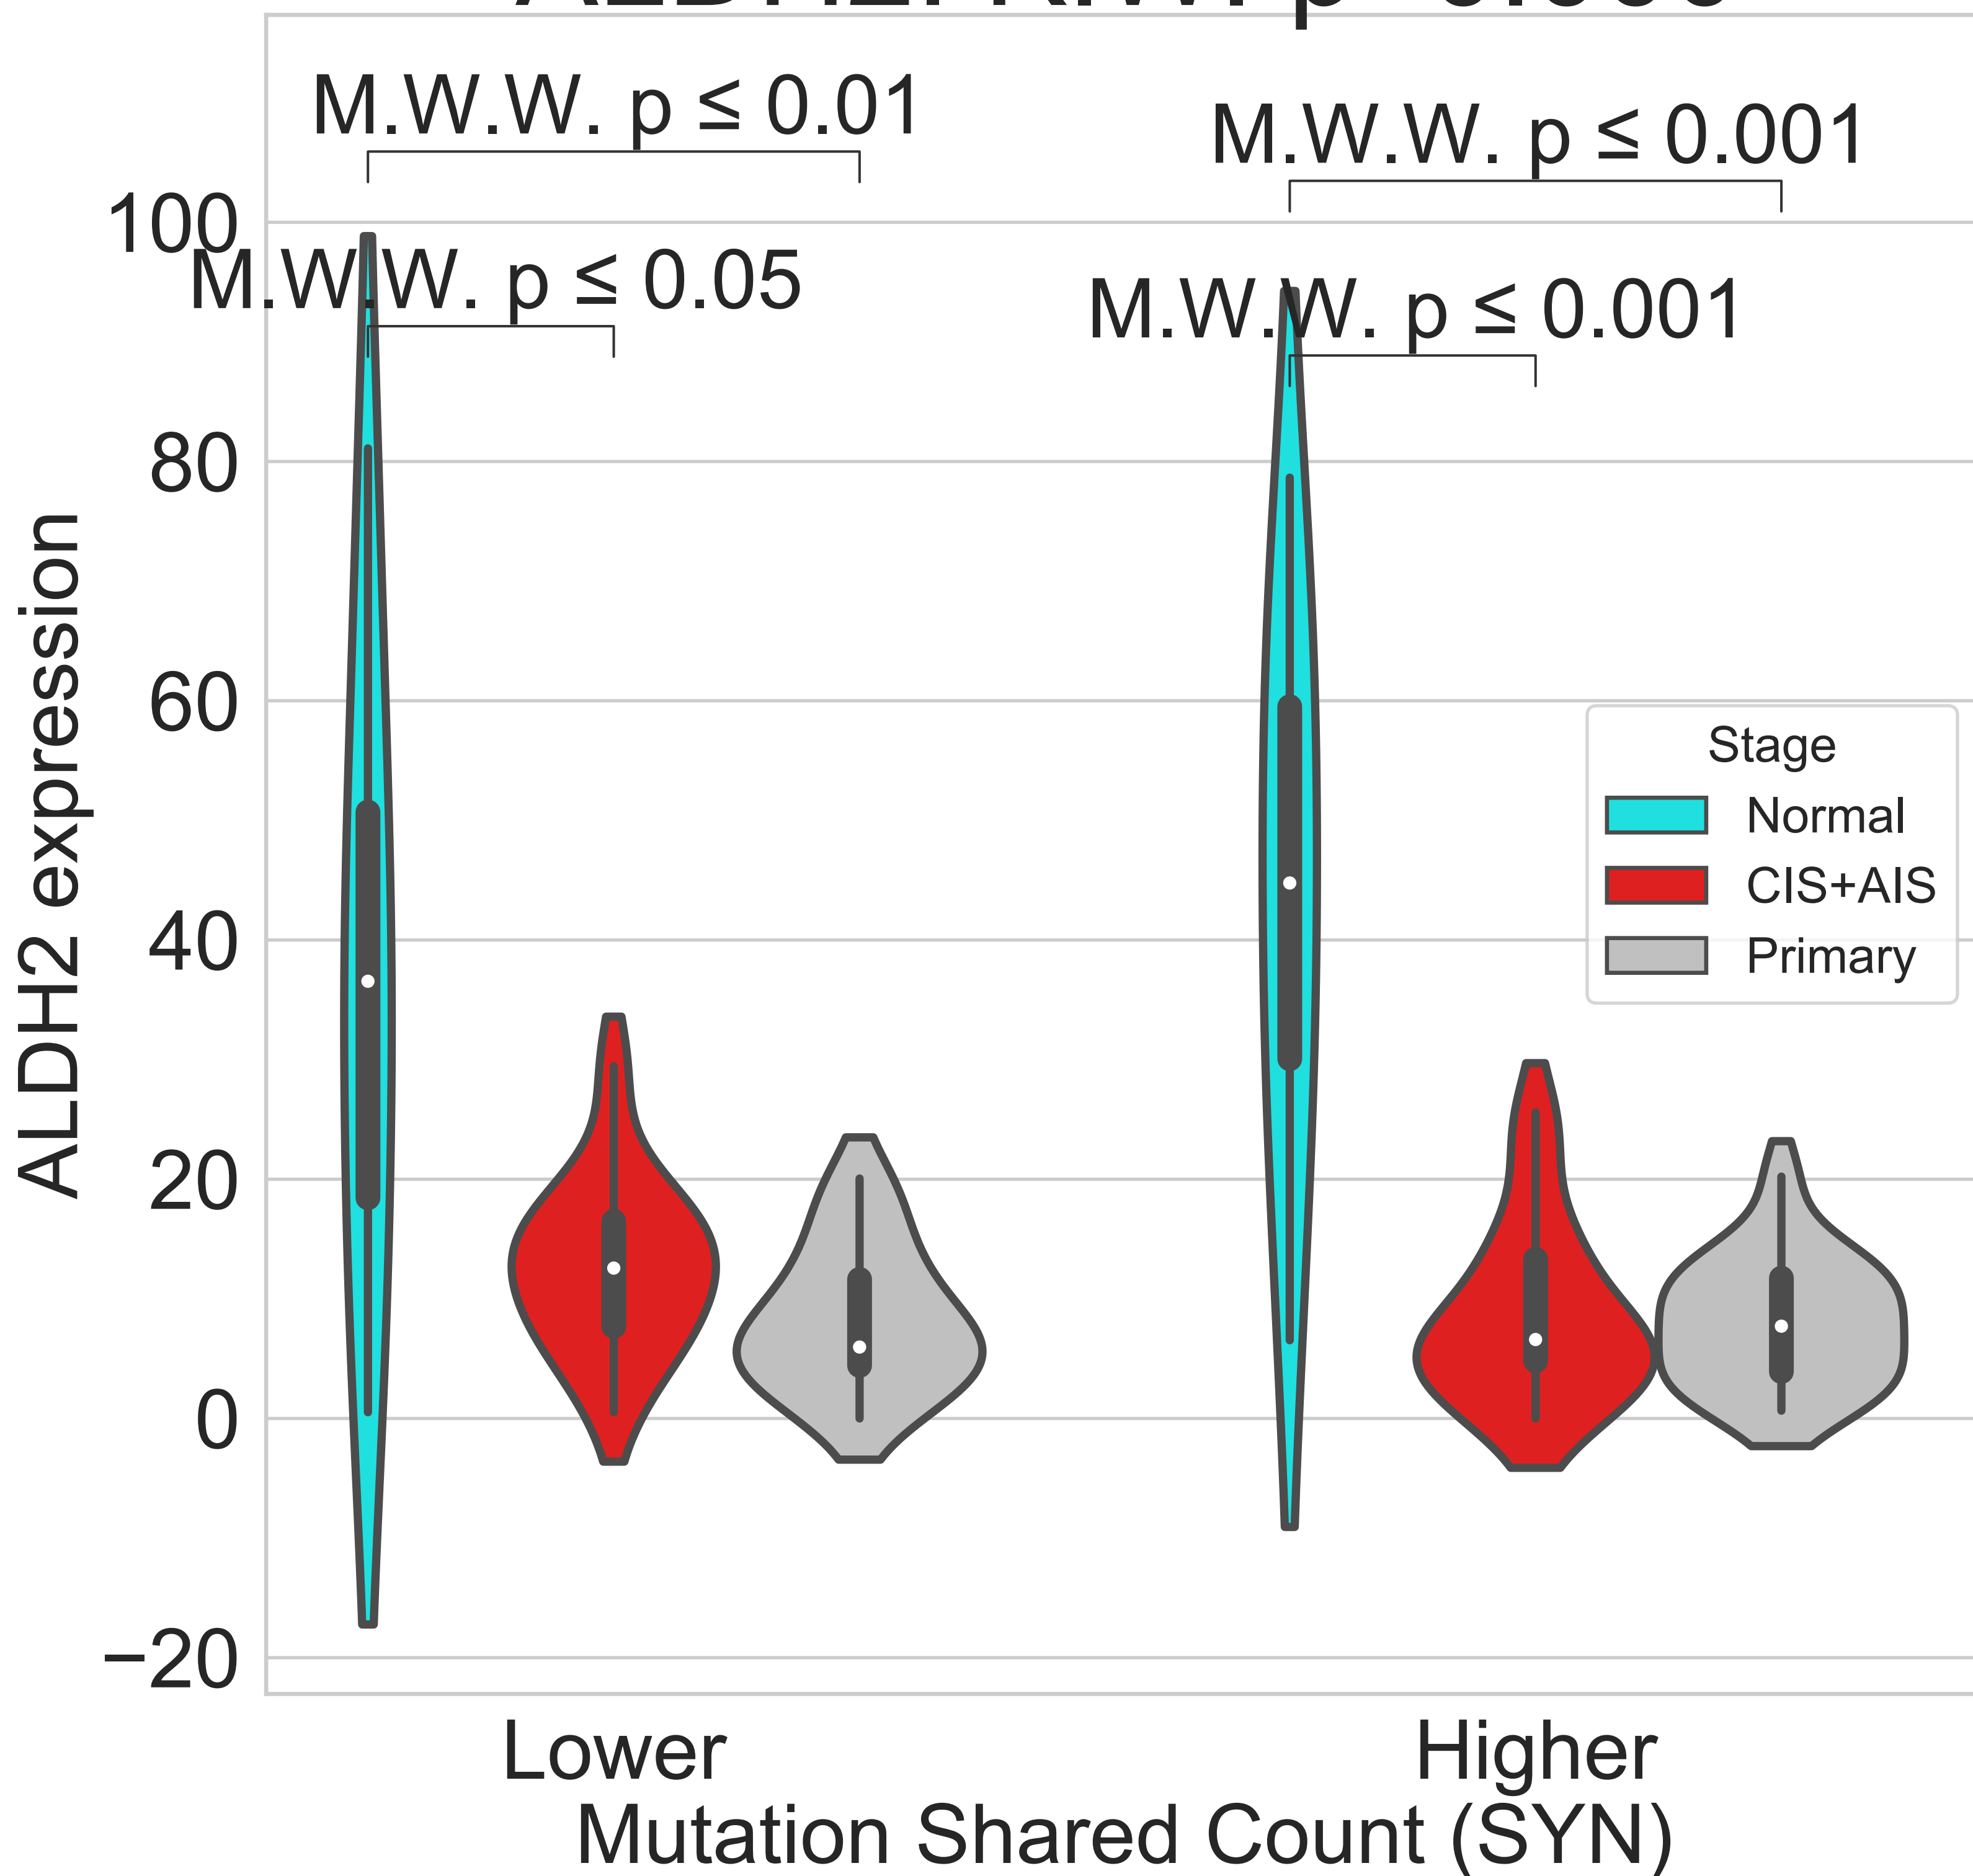 M.W.W. p ≤ 0.01
M.W.W. p ≤ 0.001
100
M.W.W. p ≤ 0.05
M.W.W. p ≤ 0.001
80
60
40
20
0
−20
ALDH2 expression
Stage
Normal
CIS+AIS
Primary
Lower
Higher
Mutation Shared Count (SYN)